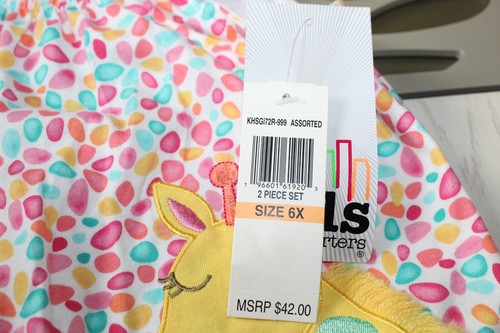 KHSGI72R-999 ASSORTED
1 96601 61920 5
2 PIECE SET
SIZE 6X
MSRP $42.00